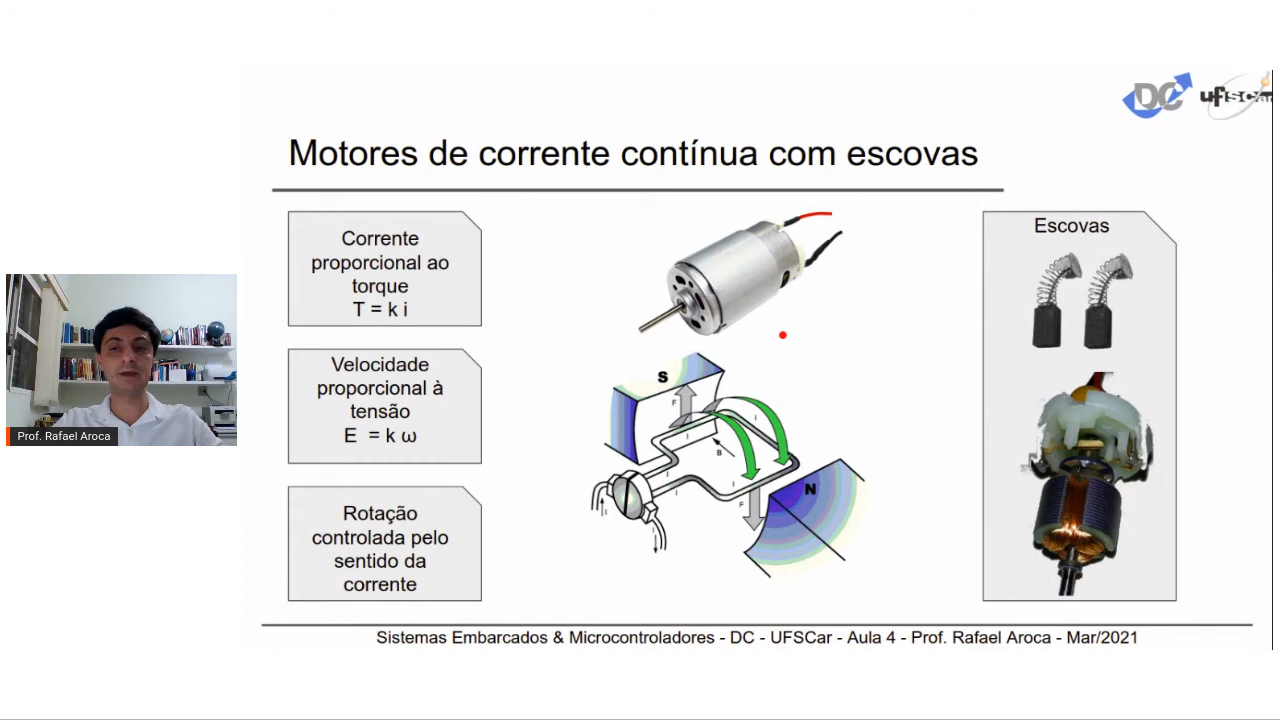 DC ufscar
Motores de corrente contínua com escovas
Corrente
proporcional ao
torque
T = k i
Velocidade
proporcional à
tensão
E = k ω
Rotação
controlada pelo
sentido da
corrente
S
F
I
I
B
I
I
I
F
N
I
I
Escovas
Prof. Rafael Aroca
Sistemas Embarcados & Microcontroladores - DC - UFSCar - Aula 4 - Prof. Rafael Aroca - Mar/2021